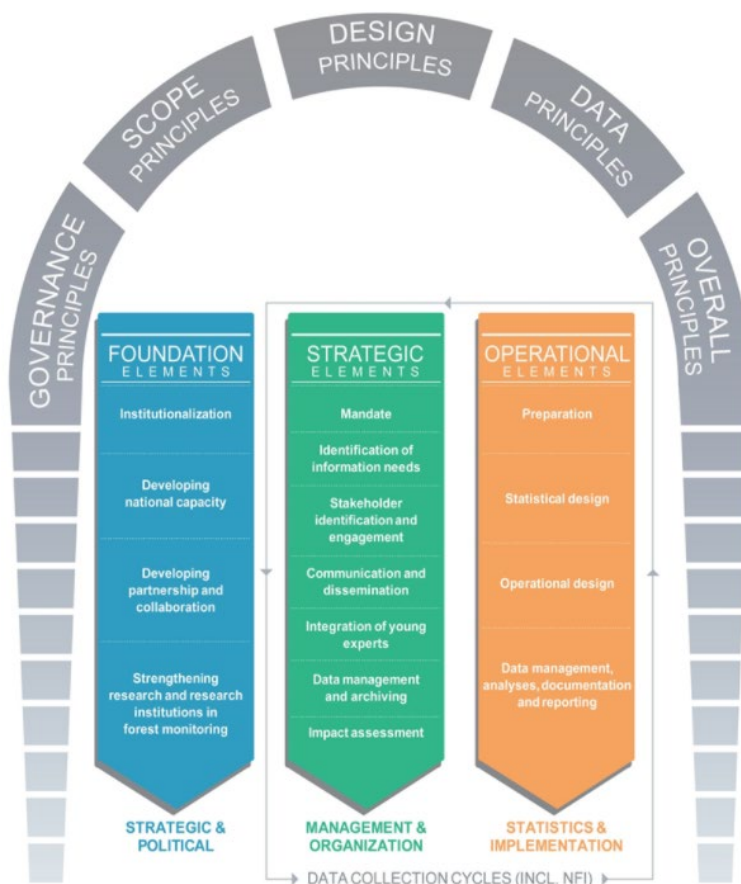 GOVERNANCE
PRINCIPLES
SCOPE
PRINCIPLES
DESIGN
PRINCIPLES
DATA
PRINCIPLES
OVERALL
PRINCIPLES
FOUNDATION
ELEMENTS
Institutionalization
Developing
national capacity
Developing
partnership and
collaboration
Strengthening
research and research
institutions in
forest monitoring
STRATEGIC &
POLITICAL
STRATEGIC
ELEMENTS
Mandate
Identification of
information needs
Stakeholder
identification and
engagement
Communication and
dissemination
Integration of young
experts
Data management
and archiving
Impact assessment
MANAGEMENT &
ORGANIZATION
OPERATIONAL
ELEMENTS
Preparation
Statistical design
Operational design
Data management,
analyses, documentation
and reporting
STATISTICS &
IMPLEMENTATION
DATA COLLECTION CYCLES (INCL. NFI)